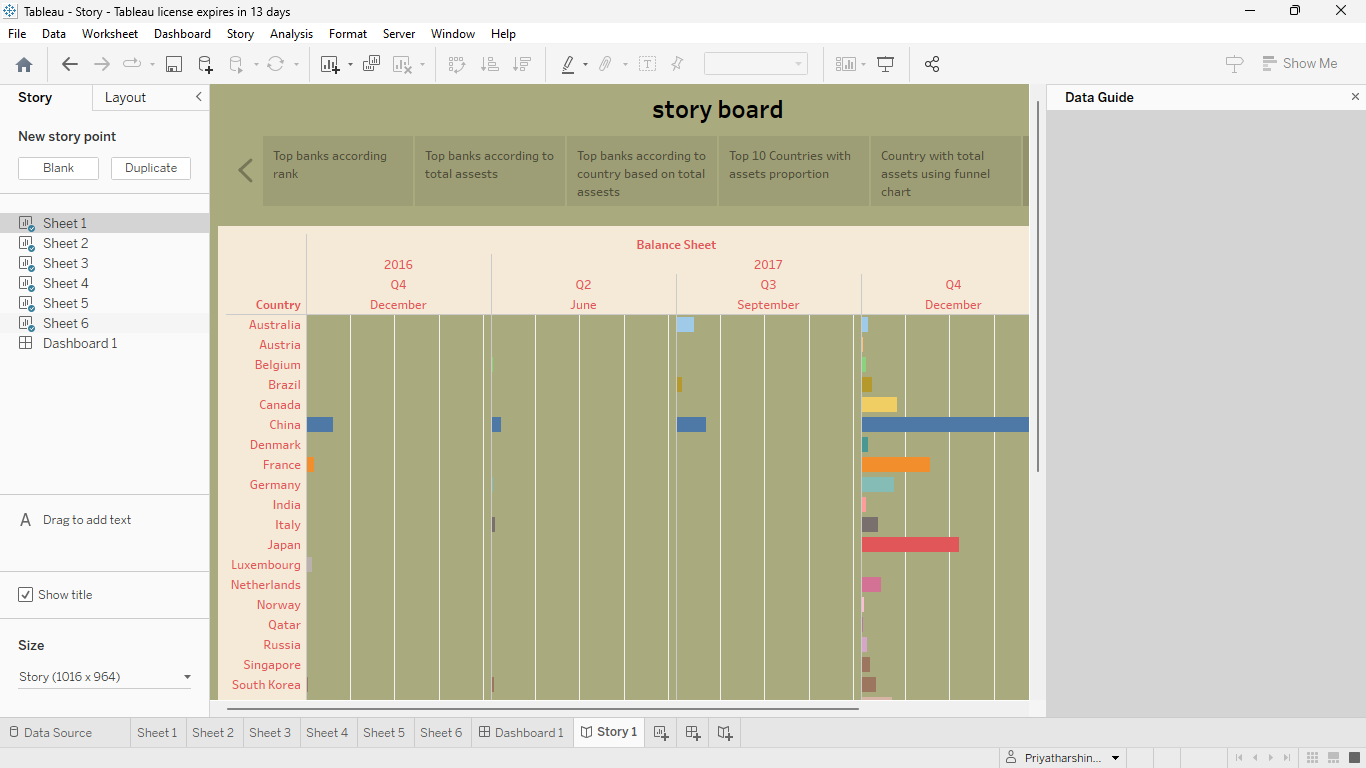 Tableau - Story - Tableau license expires in 13 days
File Data Worksheet Dashboard Story Analysis Format Server Window Help
Show Me
Story Layout
New story point
Blank Duplicate
Sheet 1
Sheet 2
Sheet 3
Sheet 4
Sheet 5
Sheet 6
Dashboard 1
A Drag to add text
Show title
Size
Story (1016 x 964)
story board
Top banks according
rank
Top banks according to
total assests
Top banks according to
country based on total
assests
Top 10 Countries with
assets proportion
Country with total
assets using funnel
chart
Balance Sheet
2016 2017
Q4 Q2 Q3 Q4
Country December June September December
Australia
Austria
Belgium
Brazil
Canada
China
Denmark
France
Germany
India
Italy
Japan
Luxembourg
Netherlands
Norway
Qatar
Russia
Singapore
South Korea
Data Guide
Data Source Sheet 1 Sheet 2 Sheet 3 Sheet 4 Sheet 5 Sheet 6 Dashboard 1 Story 1
Priyatharshin...